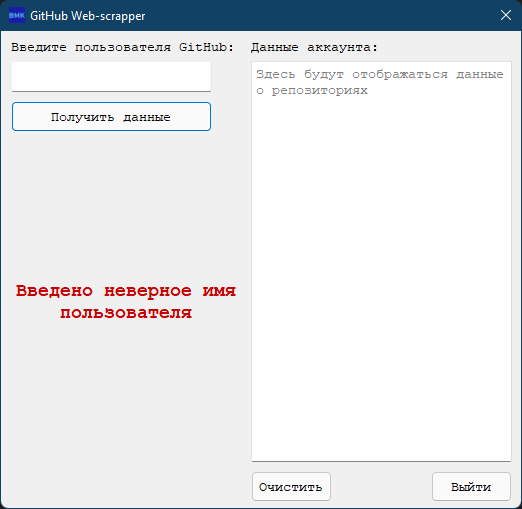 BMK GitHub Web-scrapper
Введите пользователя GitHub:
Получить данные
Введено неверное имя
пользователя
Данные аккаунта:
Здесь будут отображаться данные
о репозиториях
Очистить
Выйти